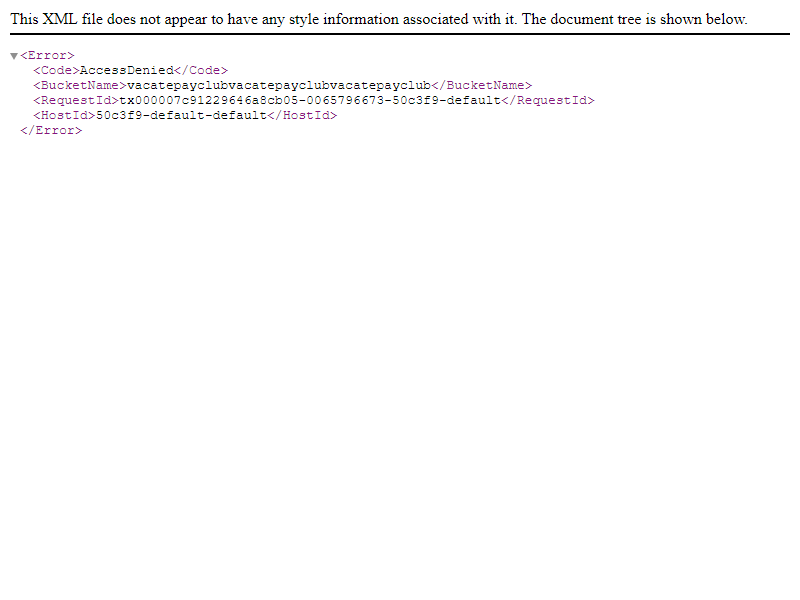 This XML file does not appear to have any style information associated with it. The document tree is shown below.
▼<Error>
<Code>AccessDenied</Code>
<BucketName>vacatepayclubvacatepayclubvacatepayclub</BucketName>
<RequestId>tx000007c91229646a8cb05-0065796673-50c3f9-default</RequestId>
<HostId>50c3f9-default-default</HostId>
</Error>